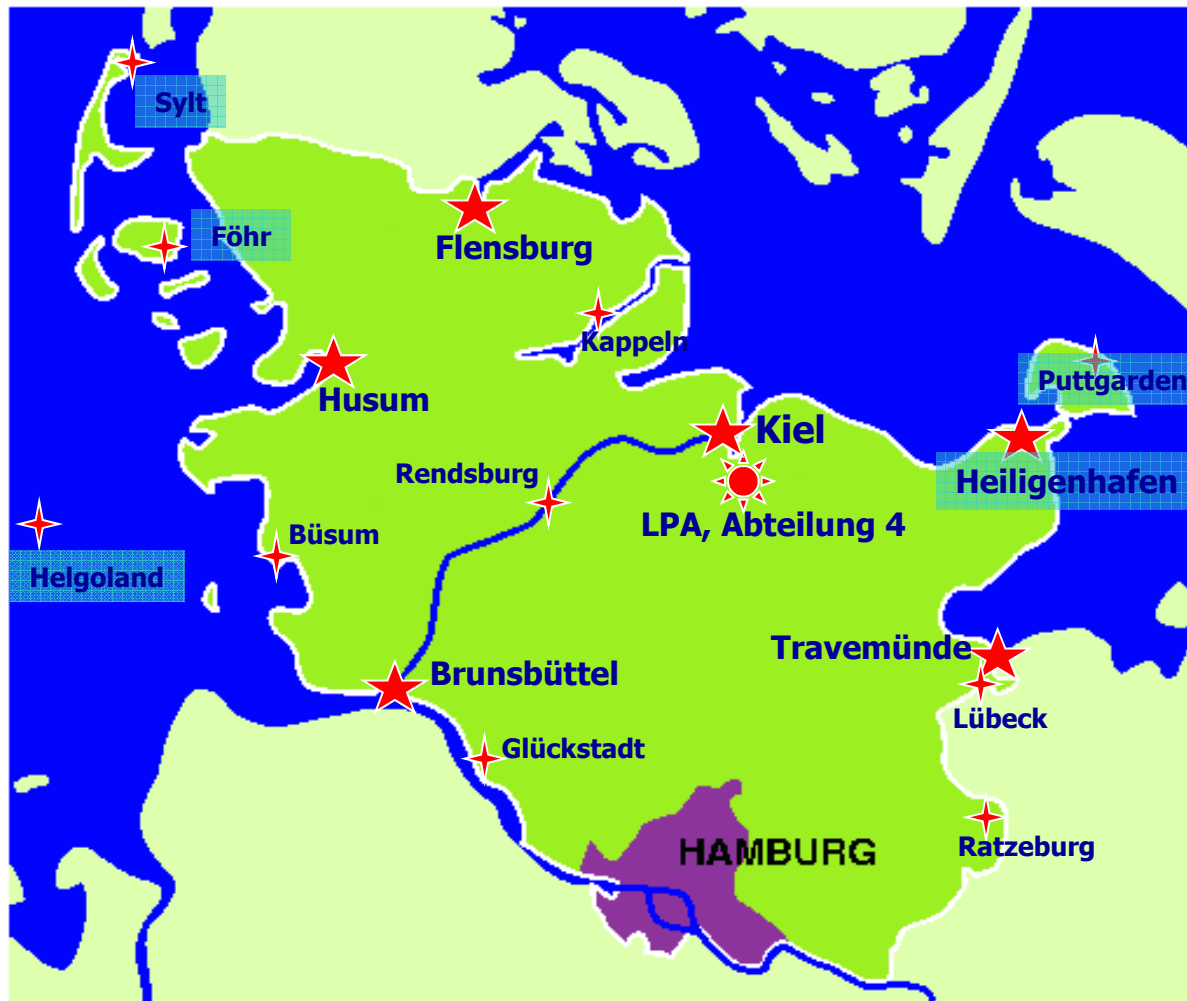 Sylt
Föhr
Flensburg
Kappeln
Puttgarden
Husum
Kiel
Rendsburg
Heiligenhafen
LPA, Abteilung 4
Büsum
Helgoland
Travemünde
Brunsbüttel
Lübeck
Glückstadt
HAMBURG
Ratzeburg